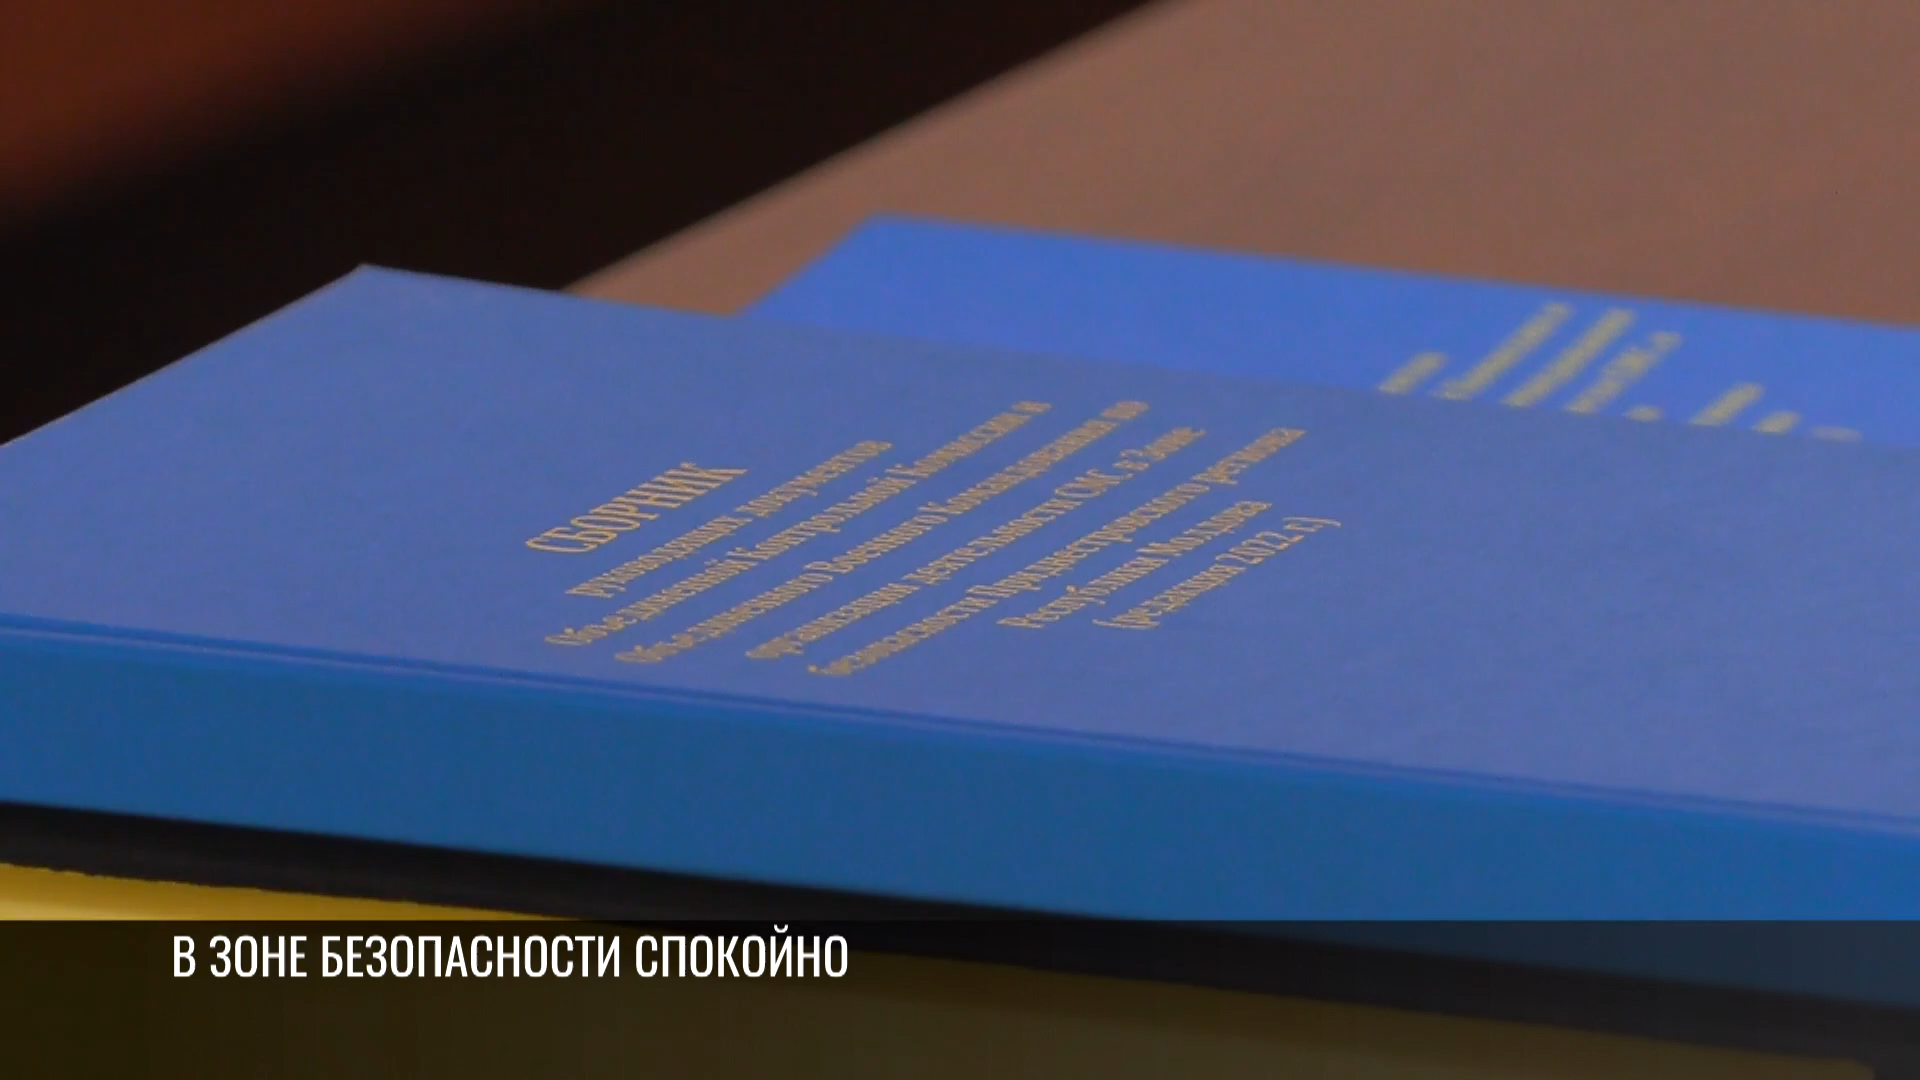 СБОРНИК
руководящих документов
Объединенной Контрольной Комиссии и
Объединенного Военного Командования по
организации деятельности СМС в Зоне
безопасности Приднестровского региона
Республики Молдова
(редакция 2022 г.)
В ЗОНЕ БЕЗОПАСНОСТИ СПОКОЙНО